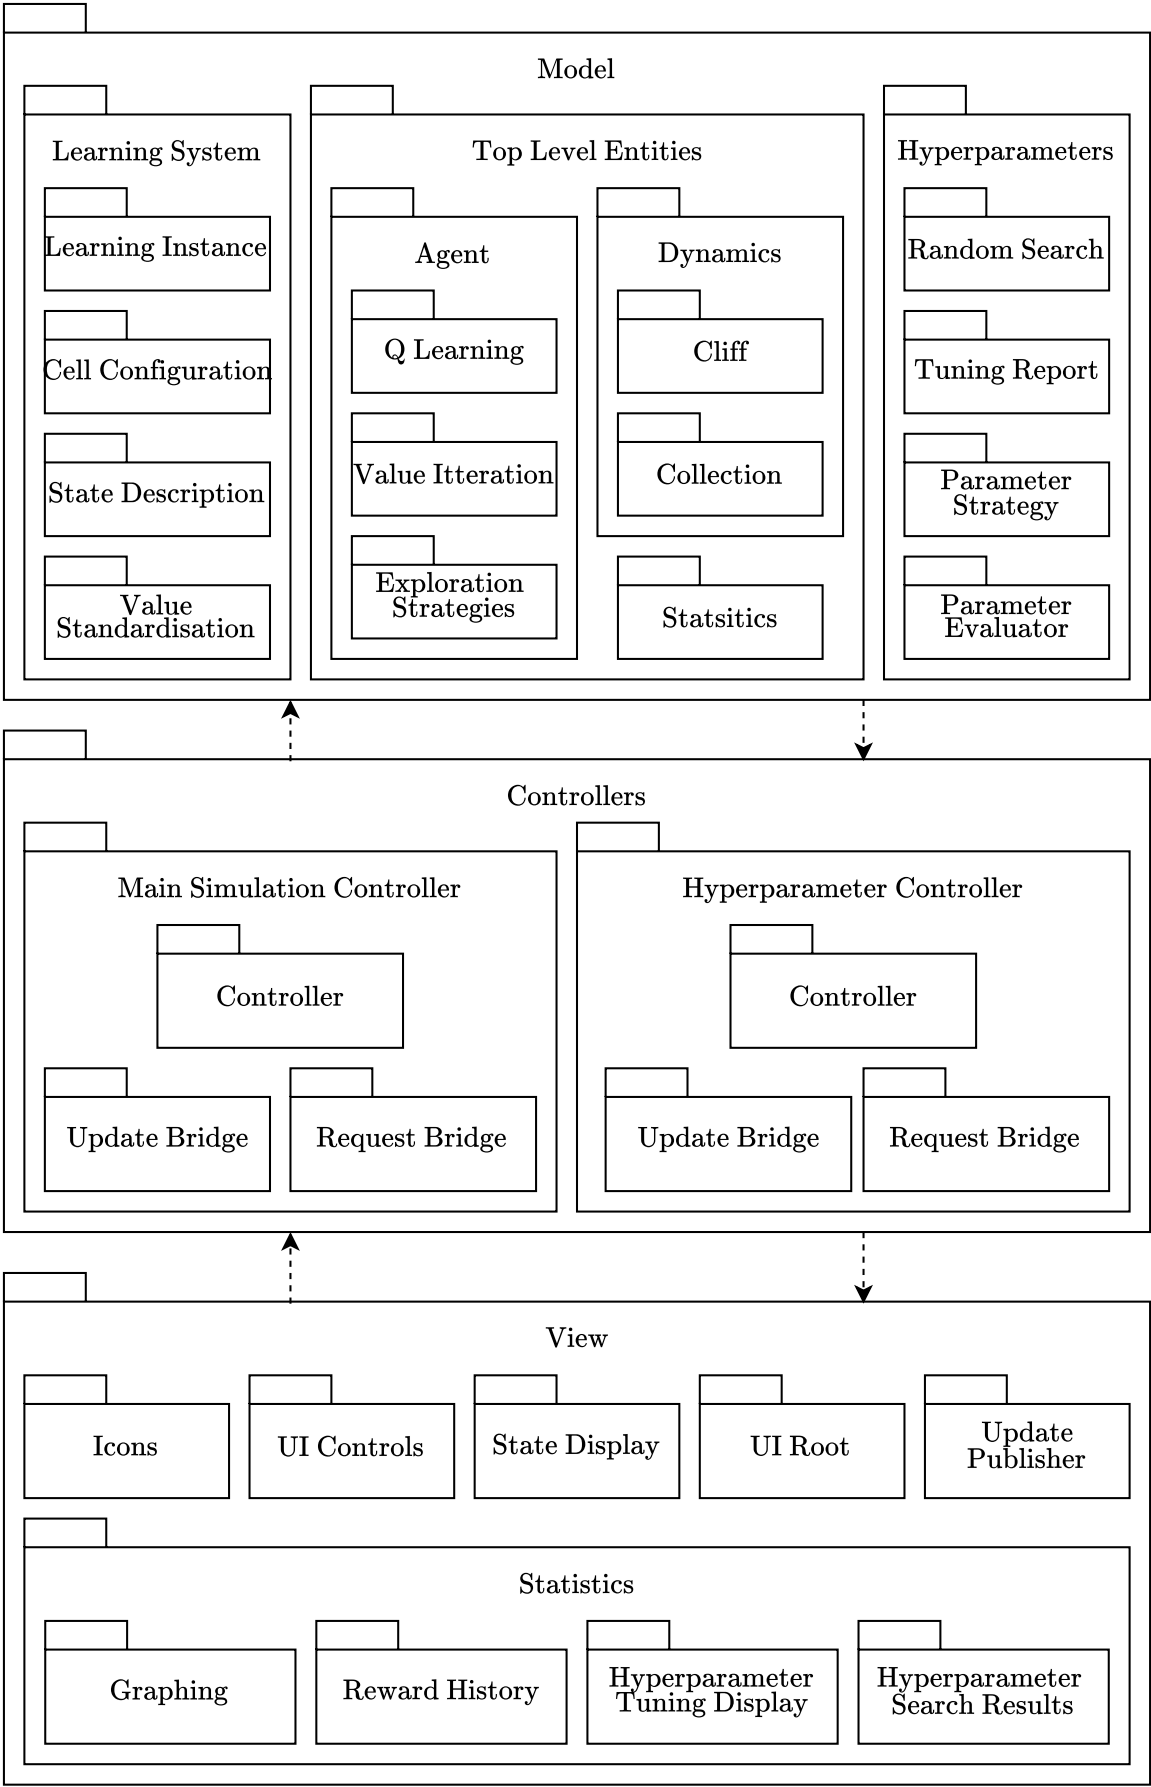 Model
Learning System
Learning Instance
Cell Configuration
State Description
Value
Standardisation
Top Level Entities
Agent
Q Learning
Value Itteration
Exploration
Strategies
Dynamics
Cliff
Collection
Statsitics
Hyperparameters
Random Search
Tuning Report
Parameter
Strategy
Parameter
Evaluator
Controllers
Main Simulation Controller
Controller
Update Bridge
Request Bridge
Hyperparameter Controller
Controller
Update Bridge
Request Bridge
View
Icons
UI Controls
State Display
UI Root
Update
Publisher
Statistics
Graphing
Reward History
Hyperparameter
Tuning Display
Hyperparameter
Search Results